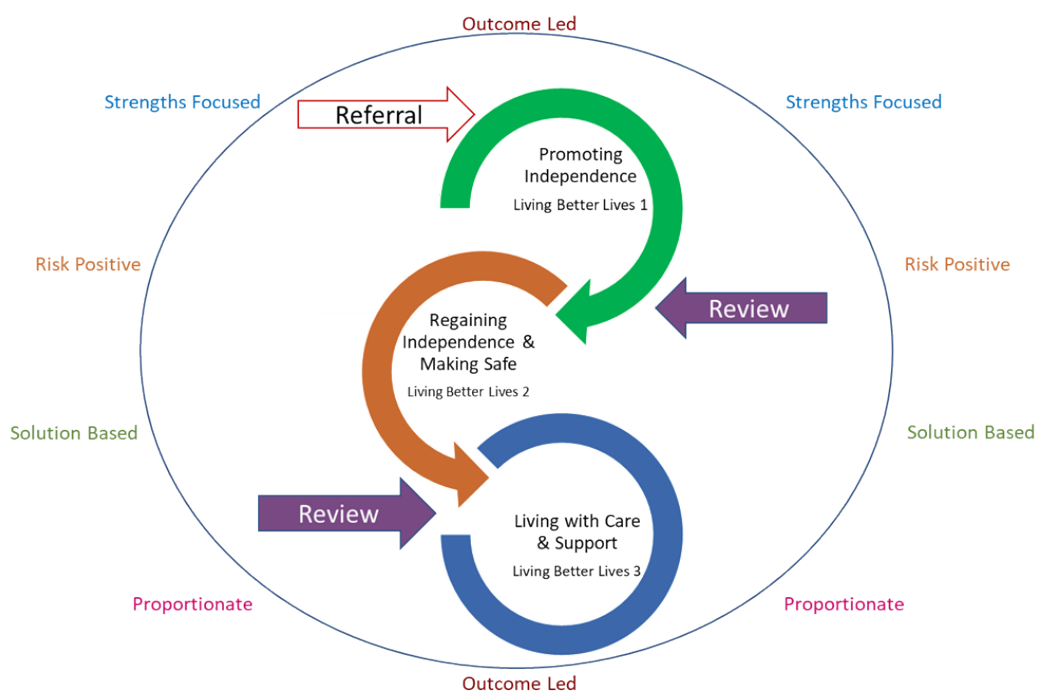 Outcome Led
Strengths Focused
Strengths Focused
Referral
Promoting
Independence
Living Better Lives 1
Risk Positive
Risk Positive
Review
Regaining
Independence &
Making Safe
Living Better Lives 2
Solution Based
Solution Based
Review
Living with Care
& Support
Living Better Lives 3
Proportionate
Proportionate
Outcome Led